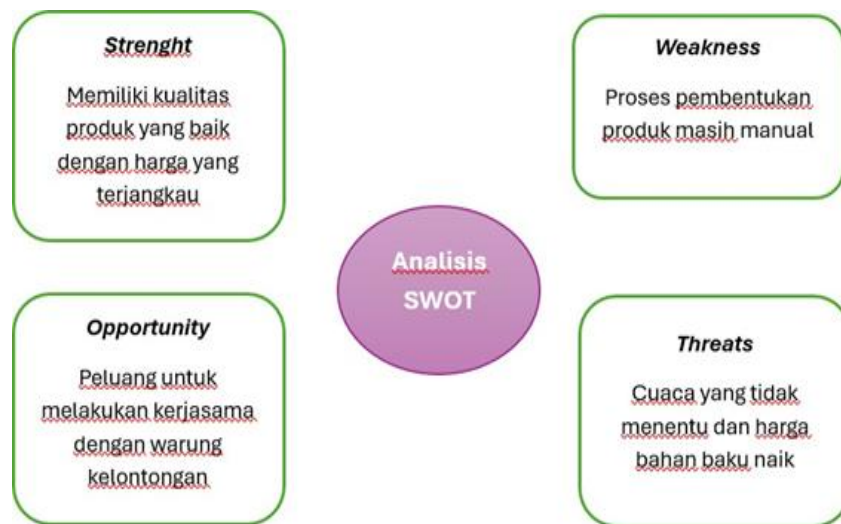 Strenght
Memiliki kualitas
produk yang baik
dengan harga yang
terjangkau
Weakness
Proses pembentukan
produk masih manual
Analisis
SWOT
Opportunity
Peluang untuk
melakukan kerjasama
dengan warung
kelontongan
Threats
Cuaca yang tidak
menentu dan harga
bahan baku naik